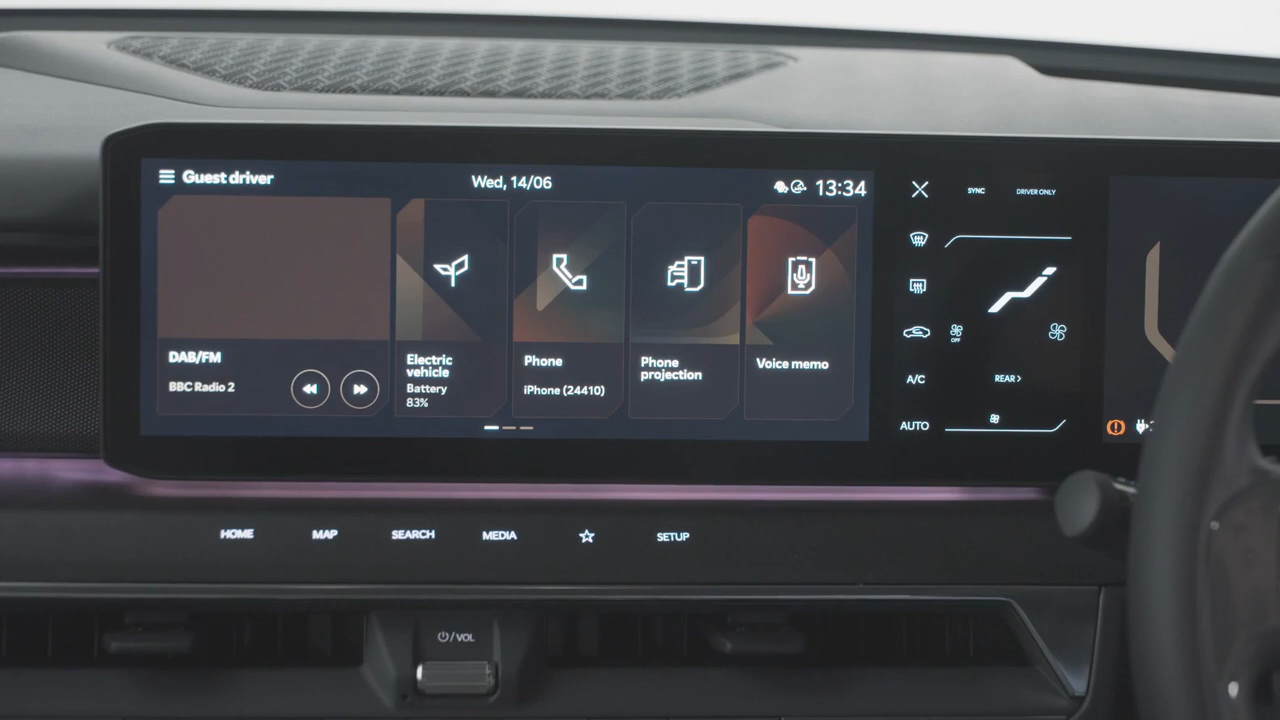 Guest driver
Wed, 14/06
13:34
DAB/FM
BBC Radio 2
Electric
vehicle
Battery
83%
Phone
iPhone (24410)
Phone
projection
Voice memo
SYNC
DRIVER ONLY
OFF
A/C
REAR >
AUTO
HOME
MAP
SEARCH
MEDIA
SETUP
/ VOL